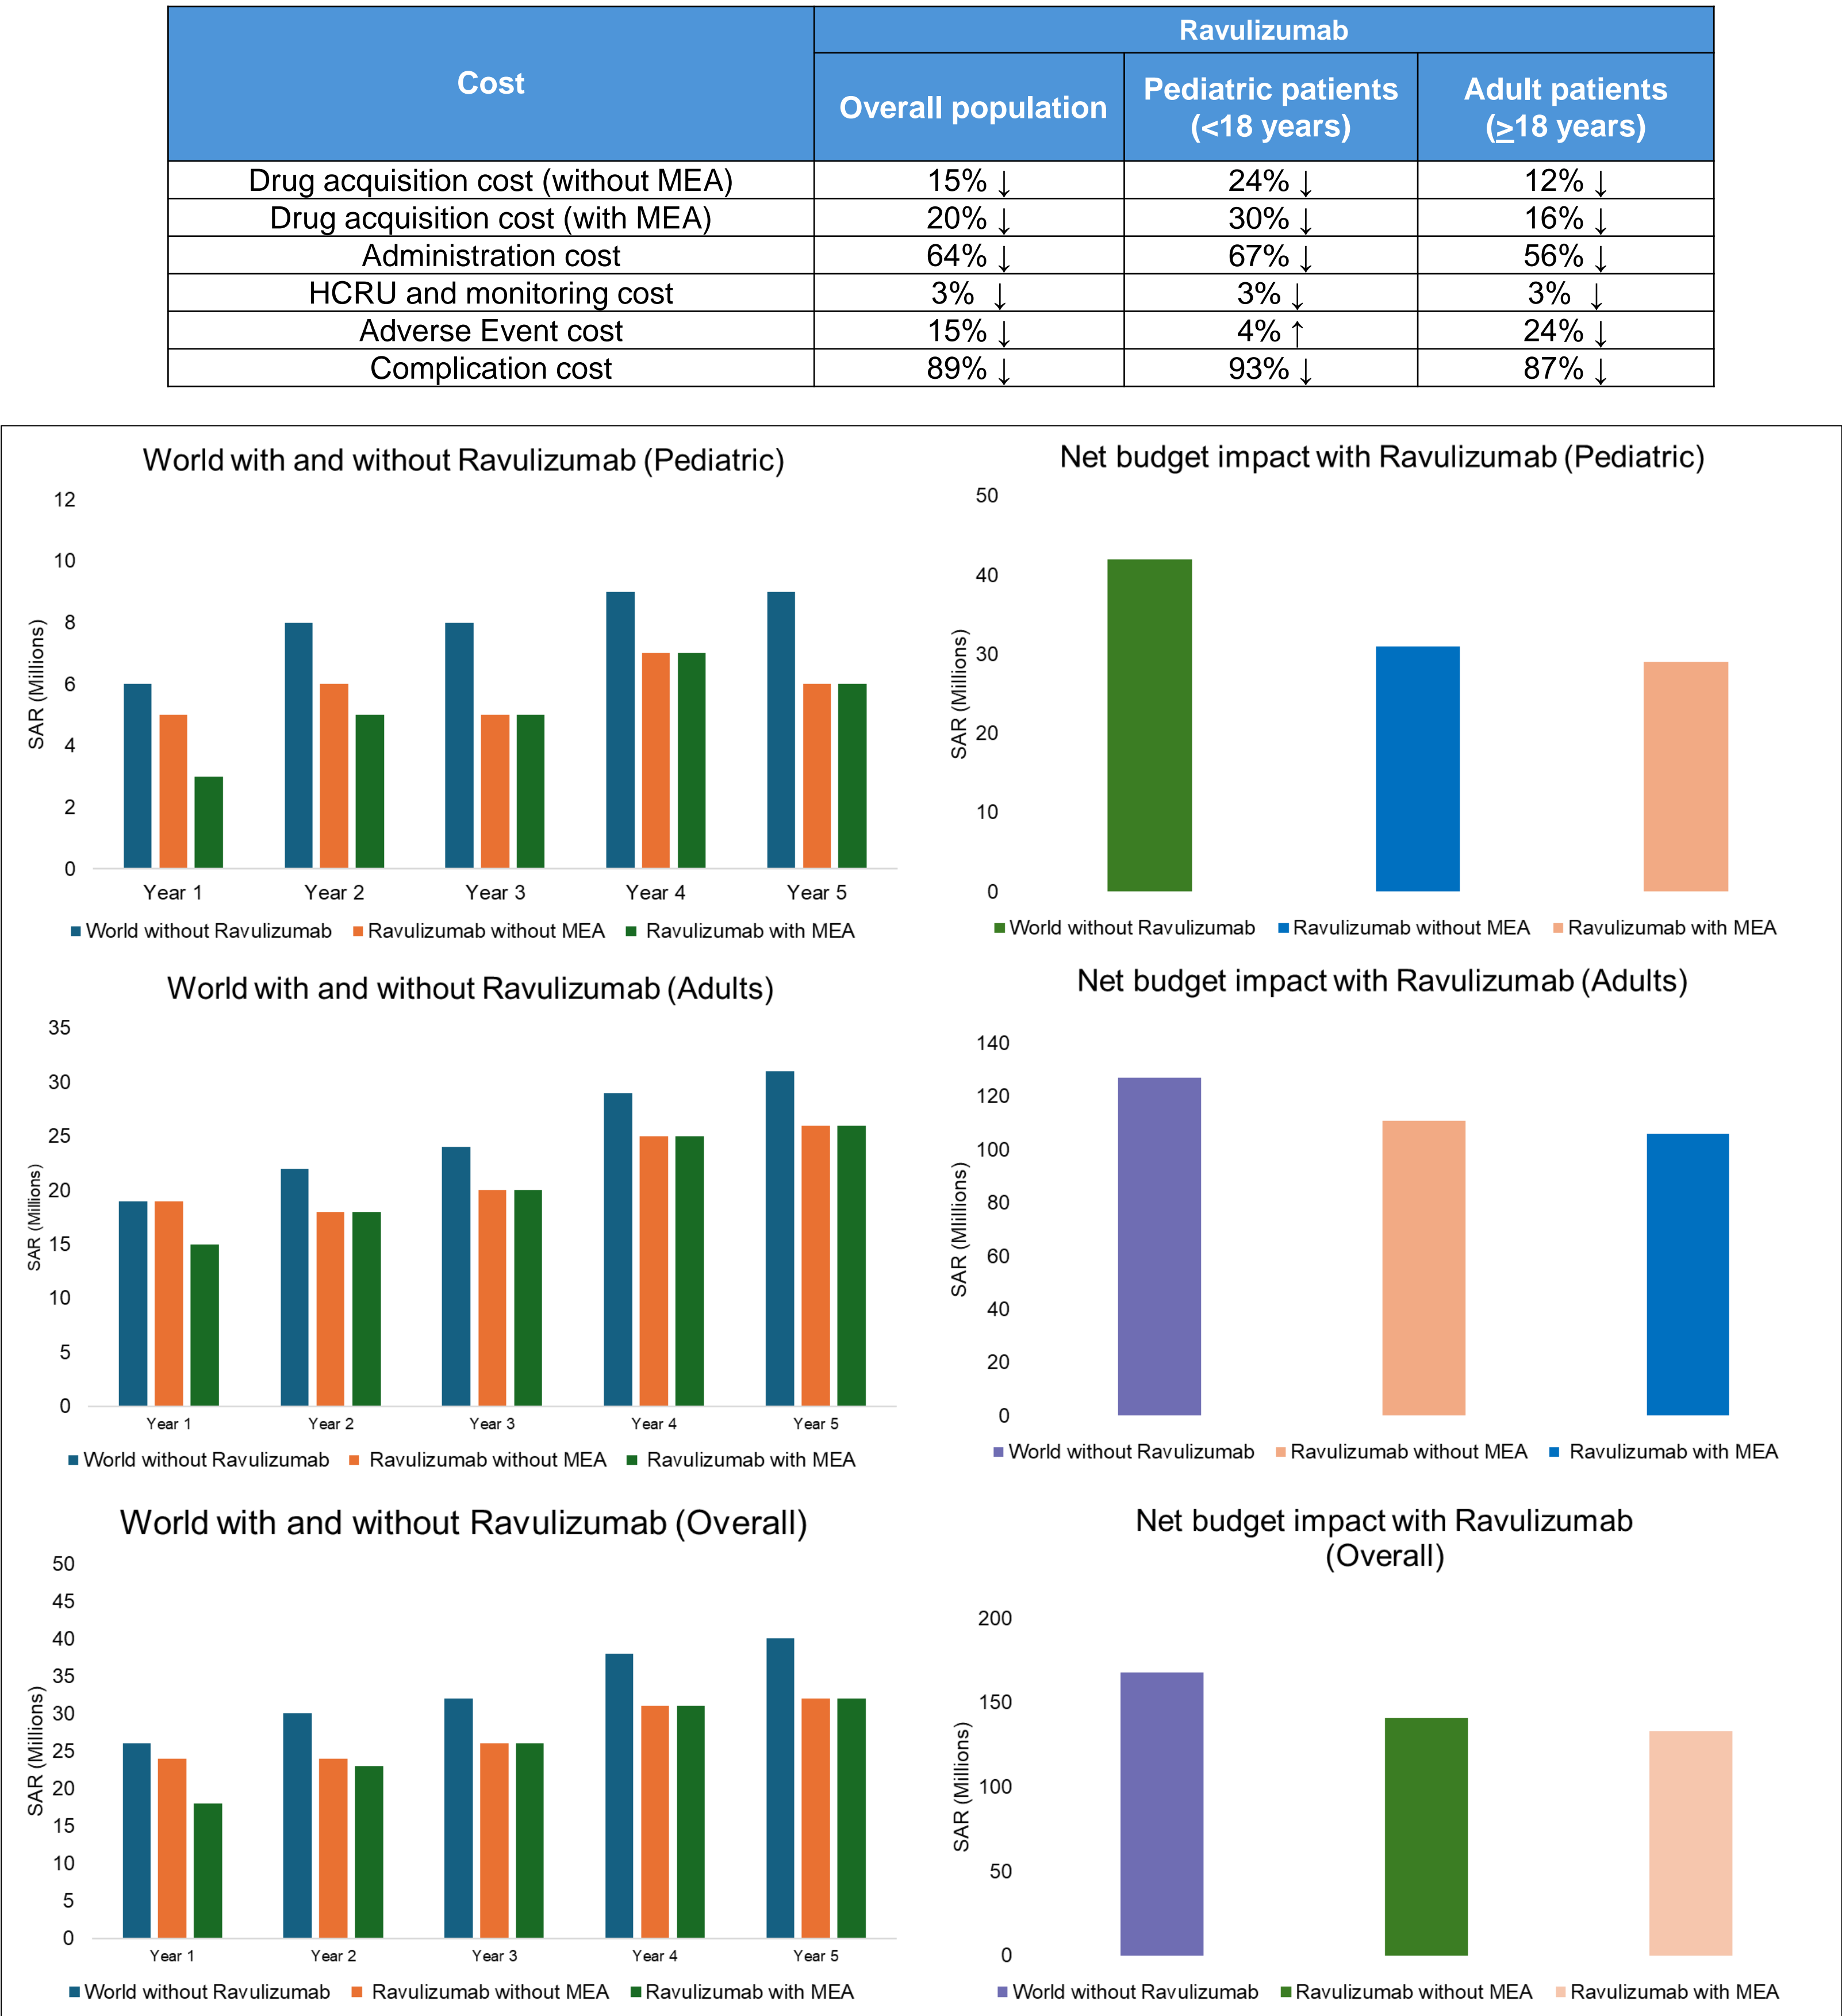 Cost
Ravulizumab
Overall population
Pediatric patients
(<18 years)
Adult patients
(≥18 years)
Drug acquisition cost (without MEA) 15% ↓ 24% ↓ 12% ↓
Drug acquisition cost (with MEA) 20% ↓ 30% ↓ 16% ↓
Administration cost 64% ↓ 67% ↓ 56% ↓
HCRU and monitoring cost 3% ↓ 3% ↓ 3% ↓
Adverse Event cost 15% ↓ 4% ↑ 24% ↓
Complication cost 89% ↓ 93% ↓ 87% ↓
World with and without Ravulizumab (Pediatric)
SAR (Millions)
12
10
8
6
4
2
0
Year 1 Year 2 Year 3 Year 4 Year 5
World without Ravulizumab Ravulizumab without MEA Ravulizumab with MEA
Net budget impact with Ravulizumab (Pediatric)
SAR (Millions)
50
40
30
20
10
0
World without Ravulizumab Ravulizumab without MEA Ravulizumab with MEA
World with and without Ravulizumab (Adults)
SAR (Millions)
35
30
25
20
15
10
5
0
Year 1 Year 2 Year 3 Year 4 Year 5
World without Ravulizumab Ravulizumab without MEA Ravulizumab with MEA
Net budget impact with Ravulizumab (Adults)
SAR (Mlillions)
140
120
100
80
60
40
20
0
World without Ravulizumab Ravulizumab without MEA Ravulizumab with MEA
World with and without Ravulizumab (Overall)
SAR (Millions)
50
45
40
35
30
25
20
15
10
5
0
Year 1 Year 2 Year 3 Year 4 Year 5
World without Ravulizumab Ravulizumab without MEA Ravulizumab with MEA
Net budget impact with Ravulizumab
(Overall)
SAR (Millions)
200
150
100
50
0
World without Ravulizumab Ravulizumab without MEA Ravulizumab with MEA